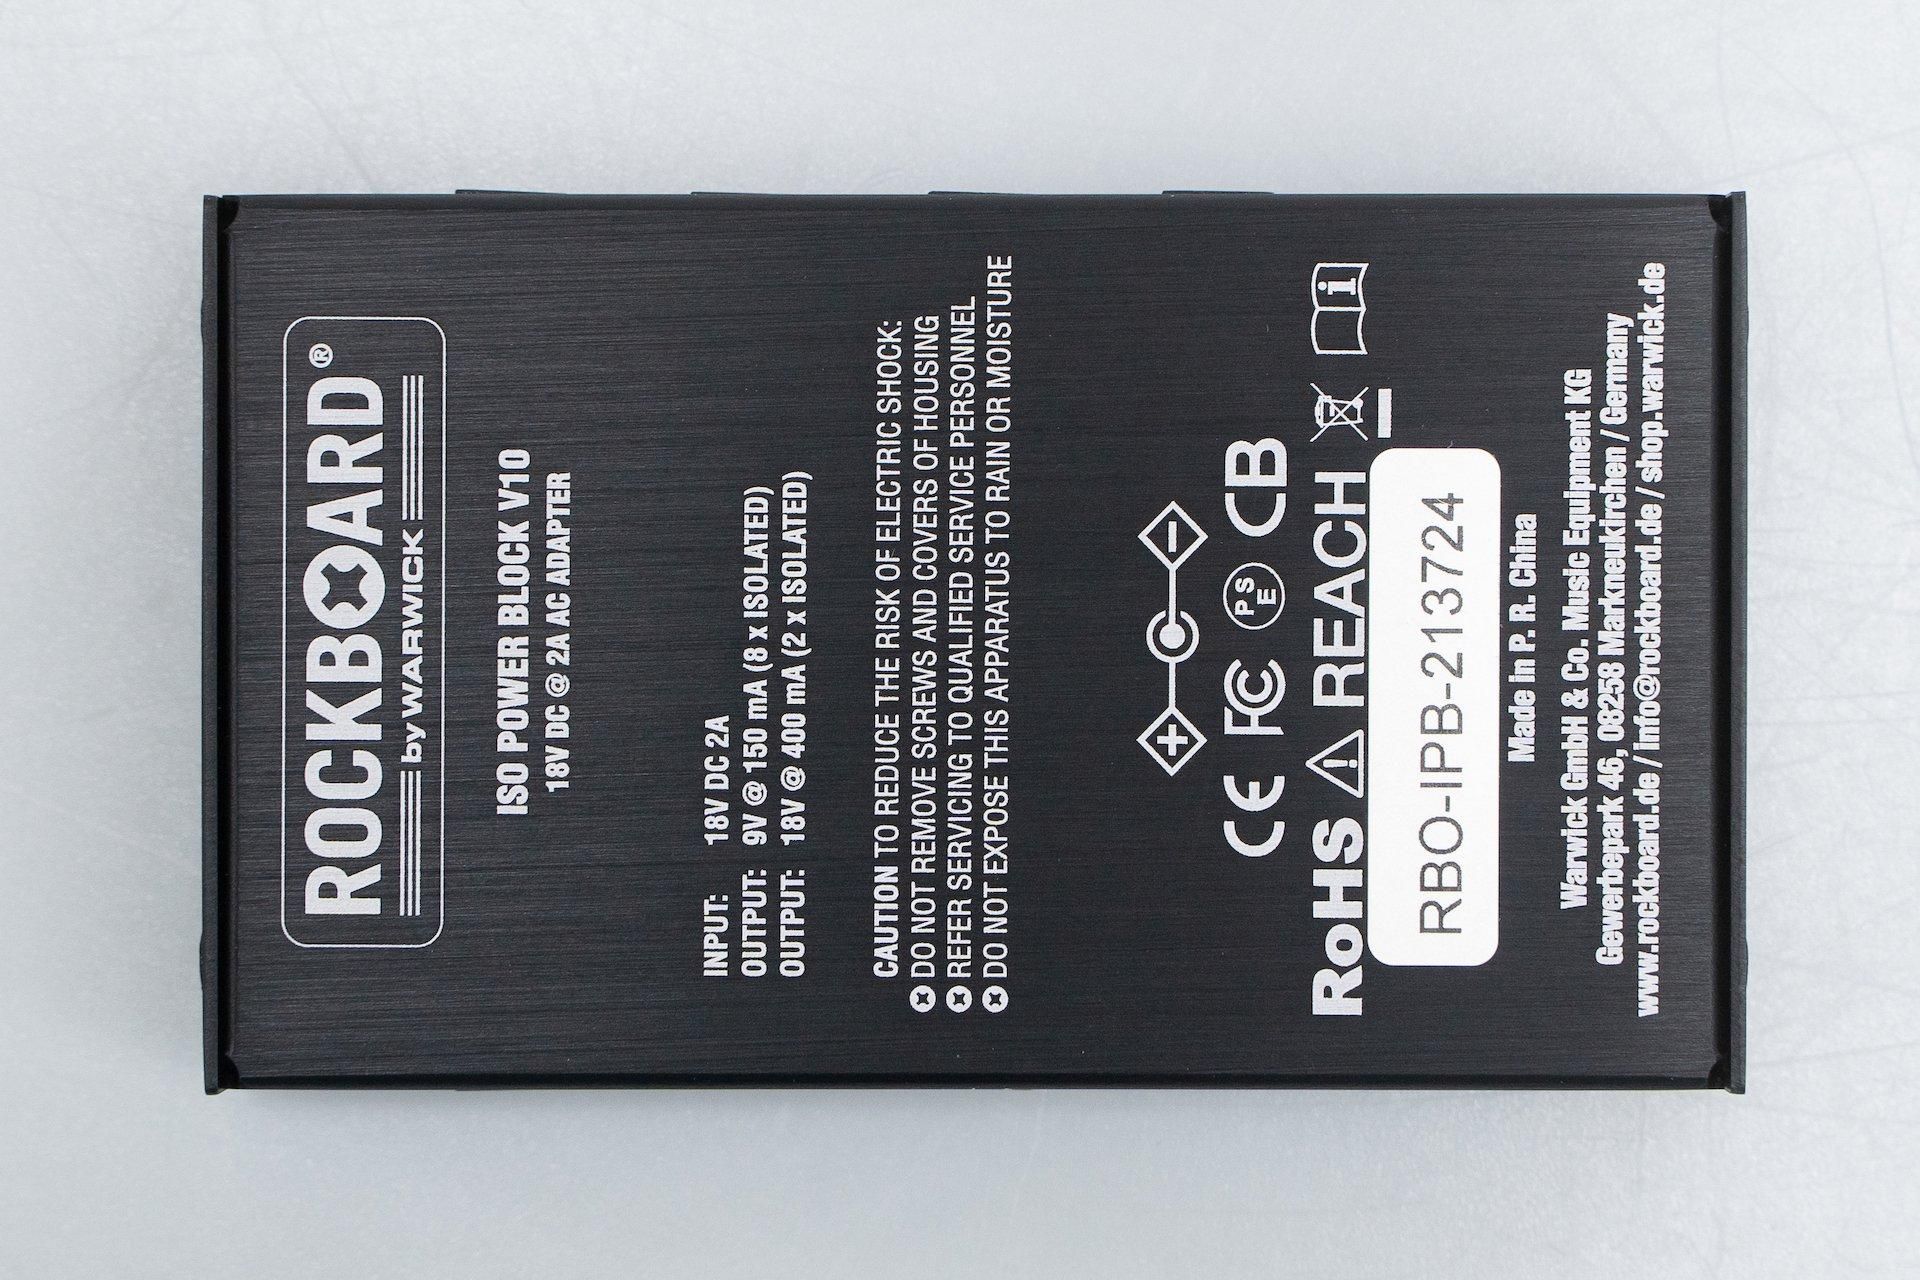 ROCKBOARD®
by WARWICK
ISO POWER BLOCK V10
18V DC @ 2A AC ADAPTER
INPUT: 18V DC 2A
OUTPUT: 9V @ 150 mA (8 x ISOLATED)
OUTPUT: 18V @ 400 mA (2 x ISOLATED)
CAUTION TO REDUCE THE RISK OF ELECTRIC SHOCK:
DO NOT REMOVE SCREWS AND COVERS OF HOUSING
REFER SERVICING TO QUALIFIED SERVICE PERSONNEL
DO NOT EXPOSE THIS APPARATUS TO RAIN OR MOISTURE
+ -
CE FC PSE CB
RoHS REACH i
RBO-IPB-213724
Made in P. R. China
Warwick GmbH & Co. Music Equipment KG
Gewerbepark 46, 08258 Markneukirchen / Germany
www.rockboard.de / info@rockboard.de / shop.warwick.de